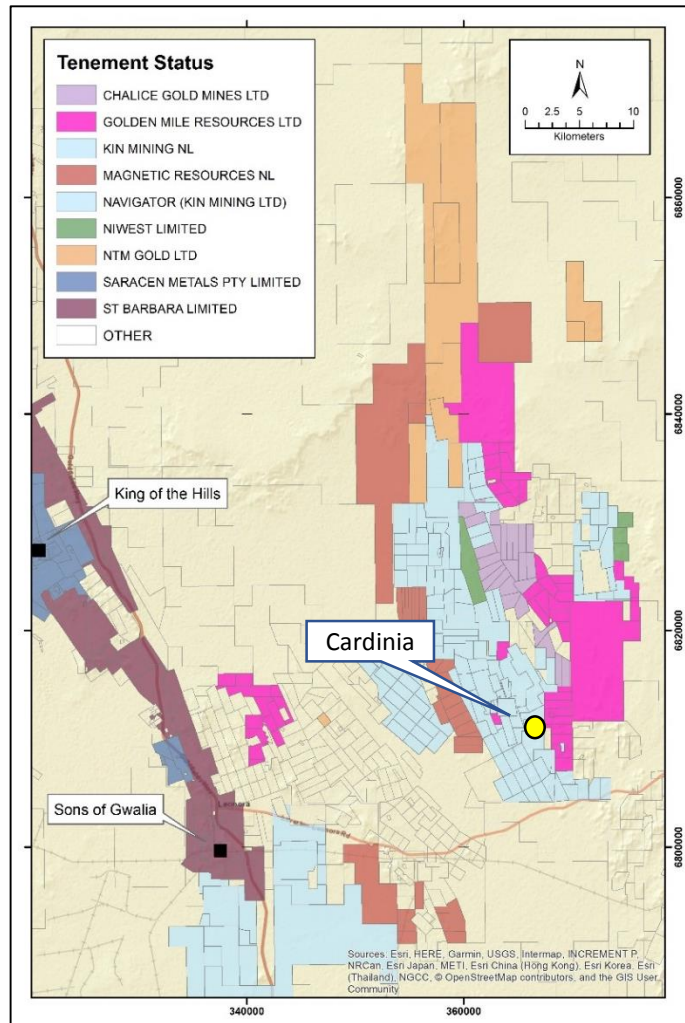 Tenement Status
CHALICE GOLD MINES LTD
GOLDEN MILE RESOURCES LTD
KIN MINING NL
MAGNETIC RESOURCES NL
NAVIGATOR (KIN MINING LTD)
NIWEST LIMITED
NTM GOLD LTD
SARACEN METALS PTY LIMITED
ST BARBARA LIMITED
OTHER
N
0 2.5 5 10
Kilometers
6860000
6840000
King of the Hills
6820000
Cardinia
Sons of Gwalia
Leonora
6800000
Sources: Esri, HERE, Garmin, USGS, Intermap, INCREMENT P,
NRCan, Esri Japan, METI, Esri China (Hong Kong), Esri Korea, Esri
(Thailand), NGCC, © OpenStreetMap contributors, and the GIS User
Community
340000 360000